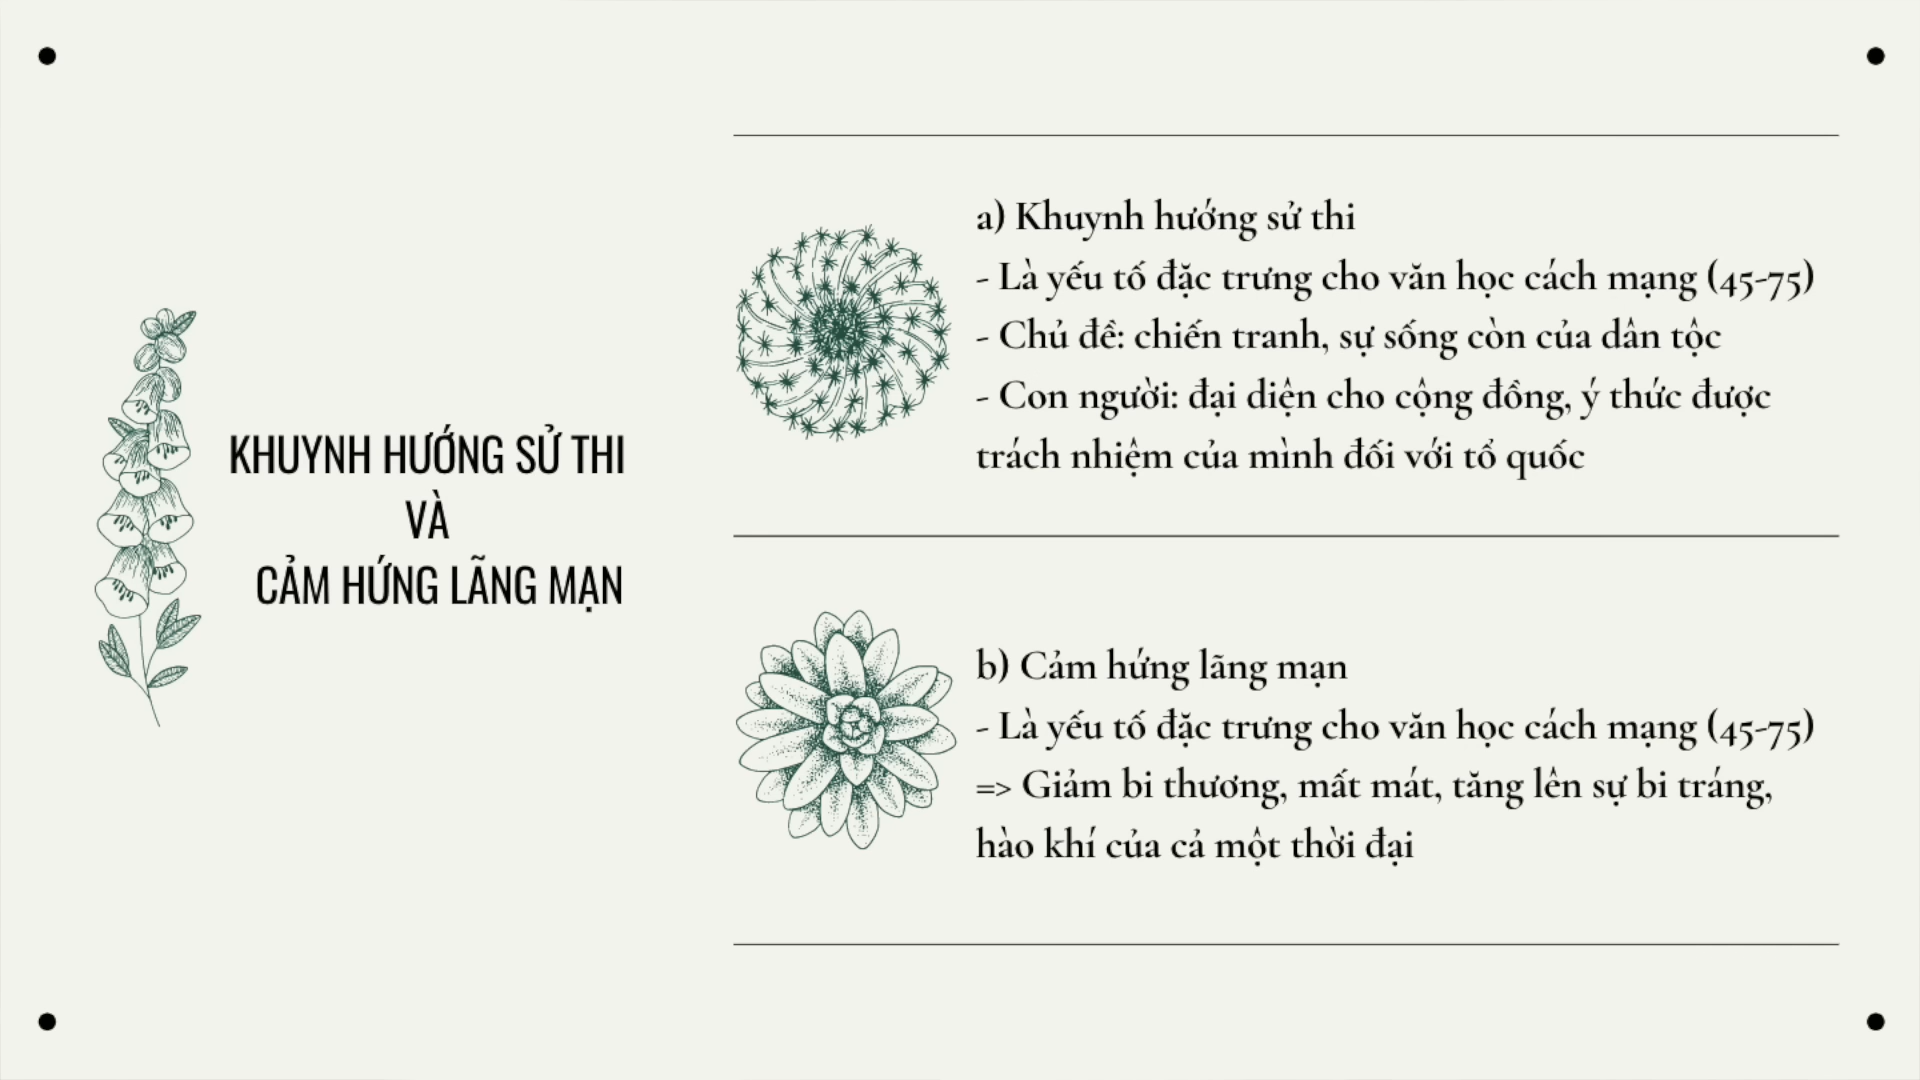 KHUYNH HƯỚNG SỬ THI
VÀ
CẢM HỨNG LÃNG MẠN
a) Khuynh hướng sử thi
- Là yếu tố đặc trưng cho văn học cách mạng (45-75)
- Chủ đề: chiến tranh, sự sống còn của dân tộc
- Con người: đại diện cho cộng đồng, ý thức được
trách nhiệm của mình đối với tổ quốc
b) Cảm hứng lãng mạn
- Là yếu tố đặc trưng cho văn học cách mạng (45-75)
=> Giảm bi thương, mất mát, tăng lên sự bi tráng,
hào khí của cả một thời đại